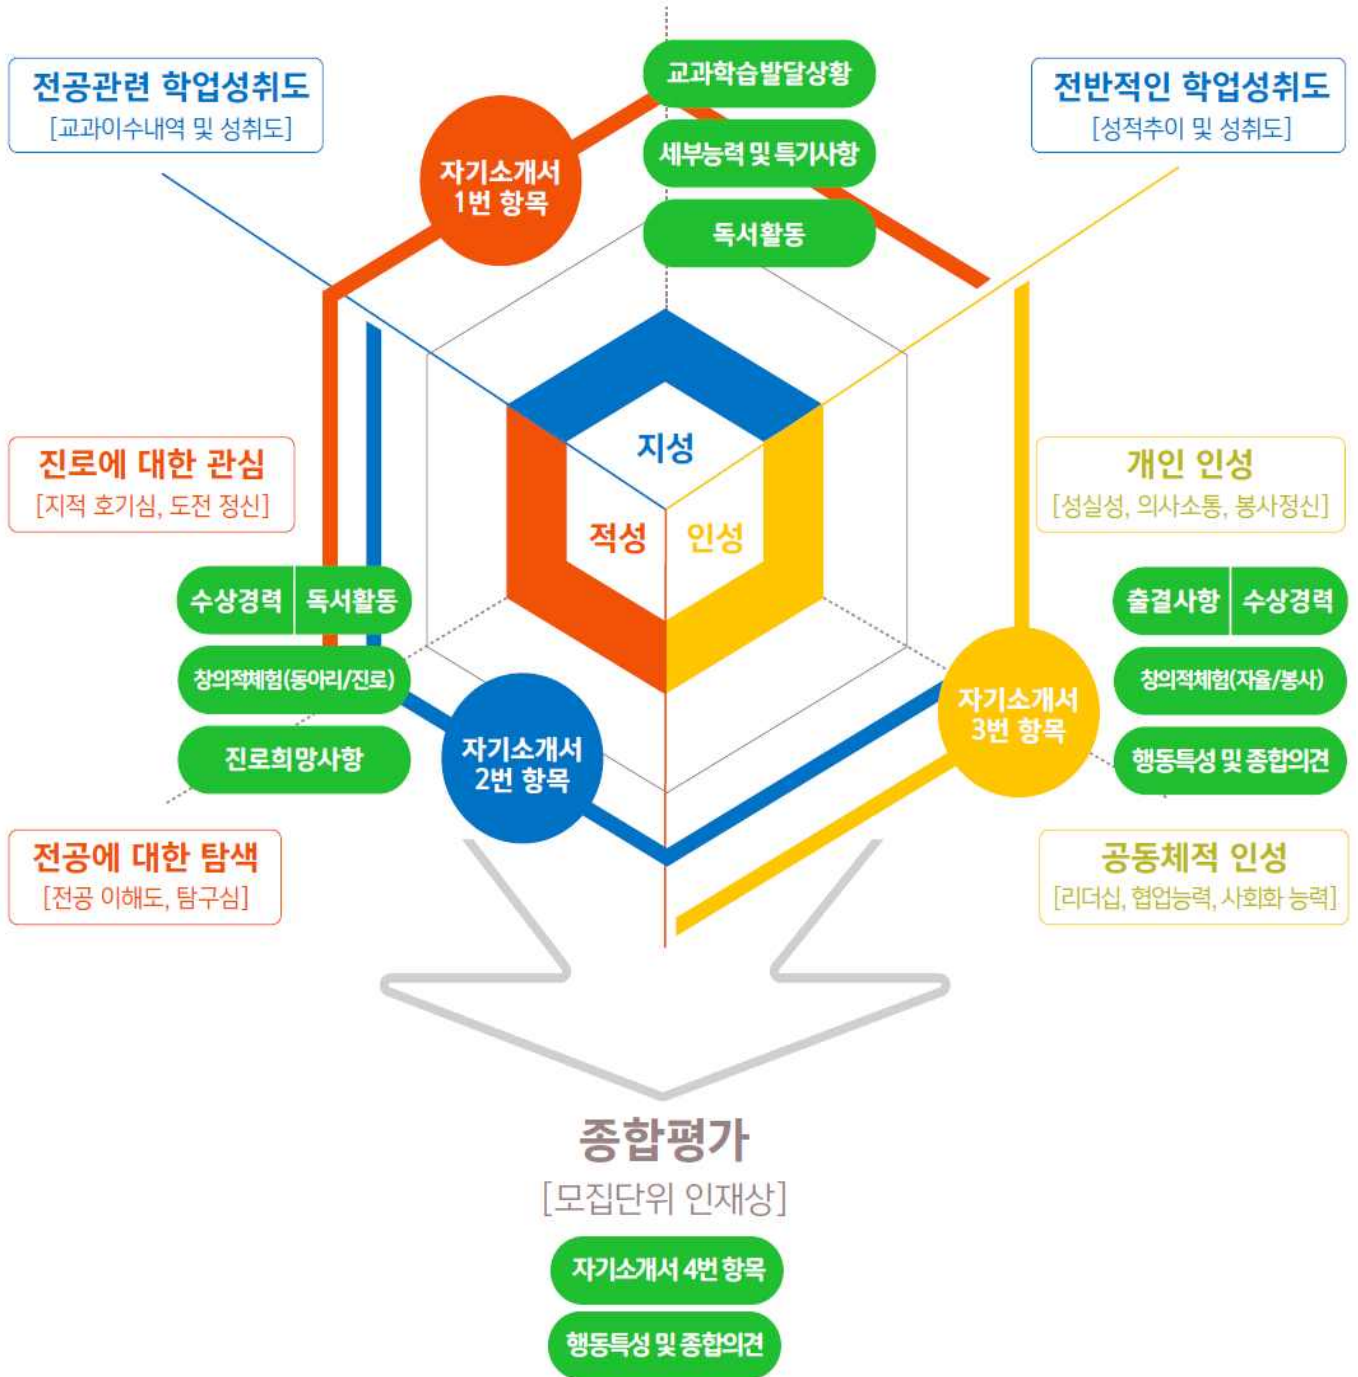 전공관련 학업성취도
[교과이수내역 및 성취도]
교과학습발달상황
세부능력 및 특기사항
독서활동
전반적인 학업성취도
[성적추이 및 성취도]
자기소개서
1번 항목
지성
적성
인성
진로에 대한 관심
[지적 호기심, 도전 정신]
수상경력
독서활동
창의적체험(동아리/진로)
진로희망사항
전공에 대한 탐색
[전공 이해도, 탐구심]
자기소개서
2번 항목
개인 인성
[성실성, 의사소통, 봉사정신]
출결사항
수상경력
창의적체험(자율/봉사)
행동특성 및 종합의견
자기소개서
3번 항목
공동체적 인성
[리더십, 협업능력, 사회화 능력]
종합평가
[모집단위 인재상]
자기소개서 4번 항목
행동특성 및 종합의견